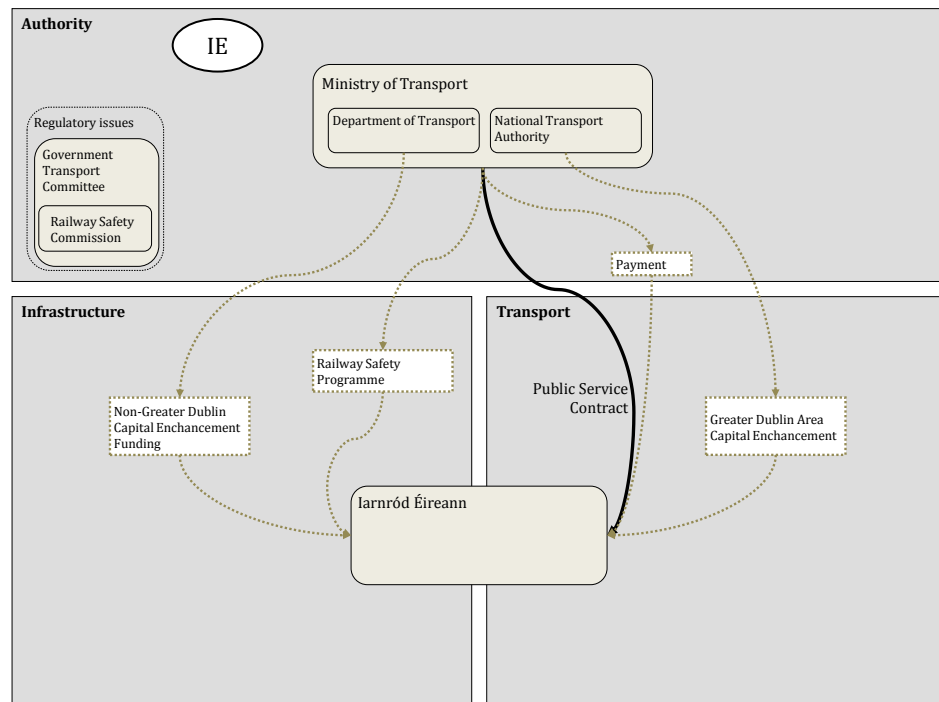 Authority
IE
Ministry of Transport
Department of Transport
National Transport
Authority
Regulatory issues
Government
Transport
Committee
Railway Safety
Commission
Payment
Infrastructure
Transport
Railway Safety
Programme
Public Service
Contract
Non-Greater Dublin
Capital Enchancement
Funding
Greater Dublin Area
Capital Enchancement
Iarnród Éireann